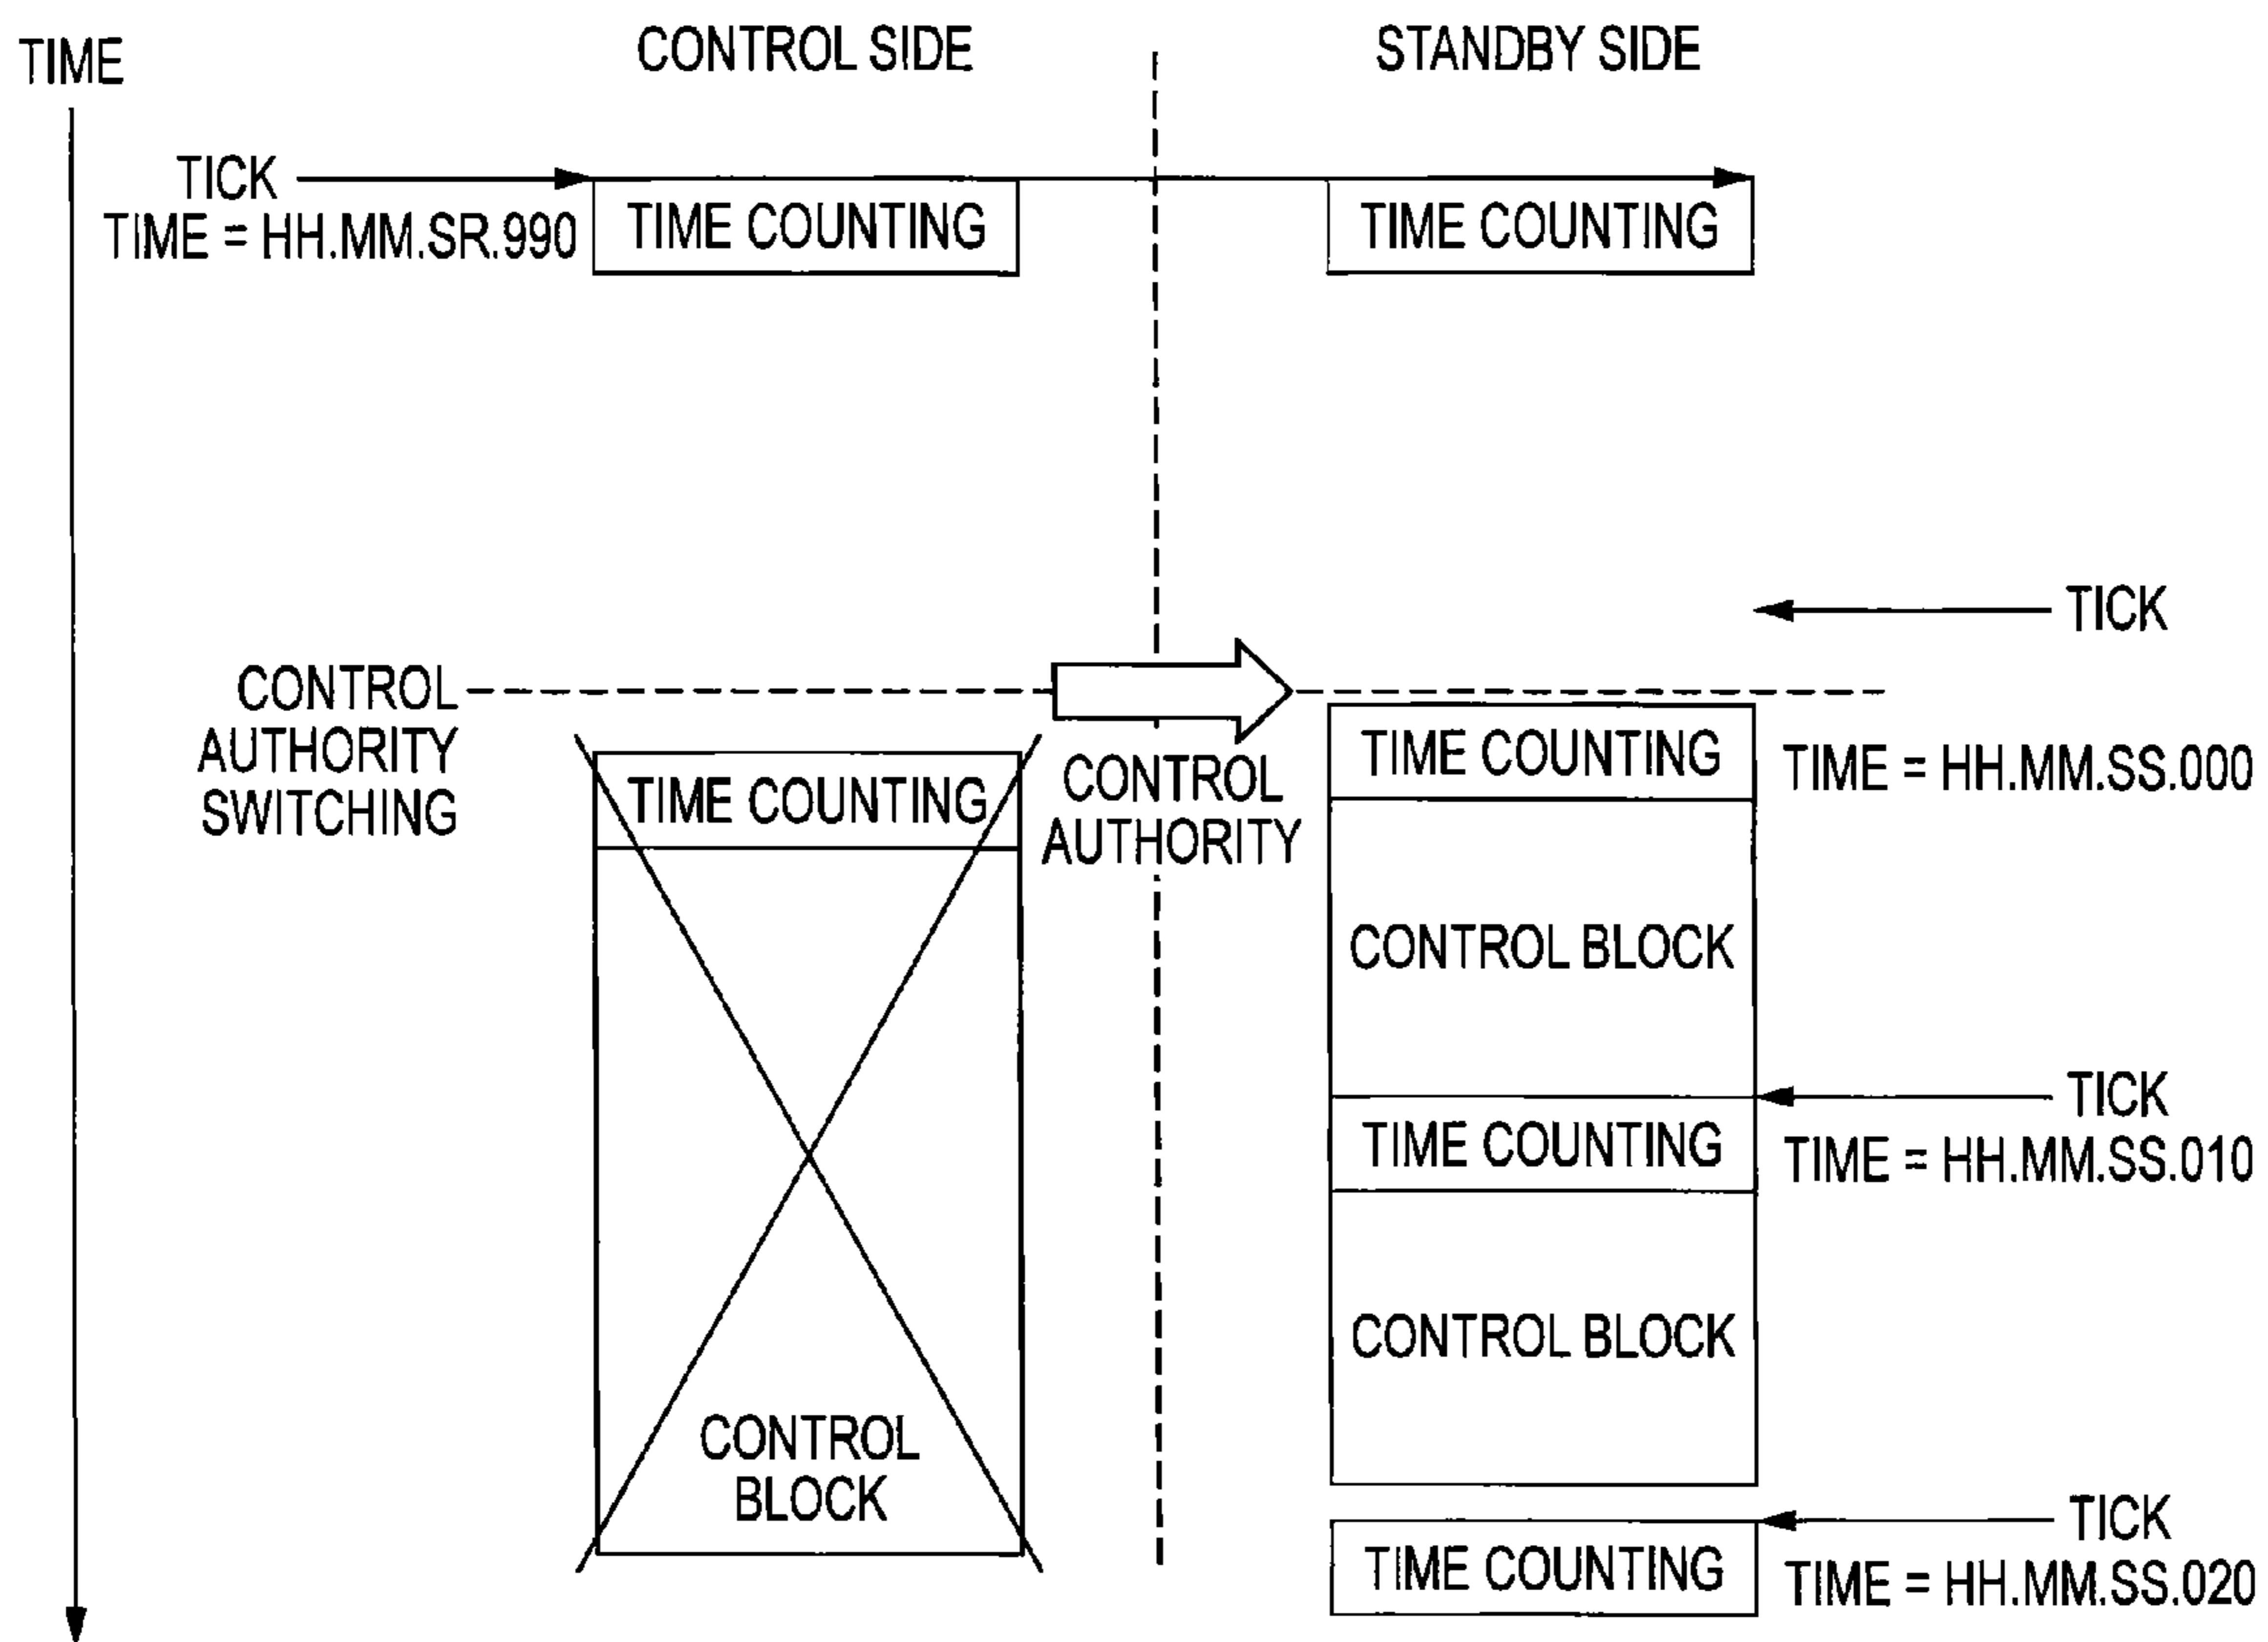 TIME
CONTROL SIDE
STANDBY SIDE
TICK
TIME = HH.MM.SR.990
TIME COUNTING
TIME COUNTING
TICK
CONTROL
AUTHORITY
SWITCHING
CONTROL
AUTHORITY
TIME COUNTING
TIME COUNTING
TIME = HH.MM.SS.000
CONTROL BLOCK
TICK
TIME COUNTING
TIME = HH.MM.SS.010
CONTROL BLOCK
CONTROL
BLOCK
TICK
TIME COUNTING
TIME = HH.MM.SS.020